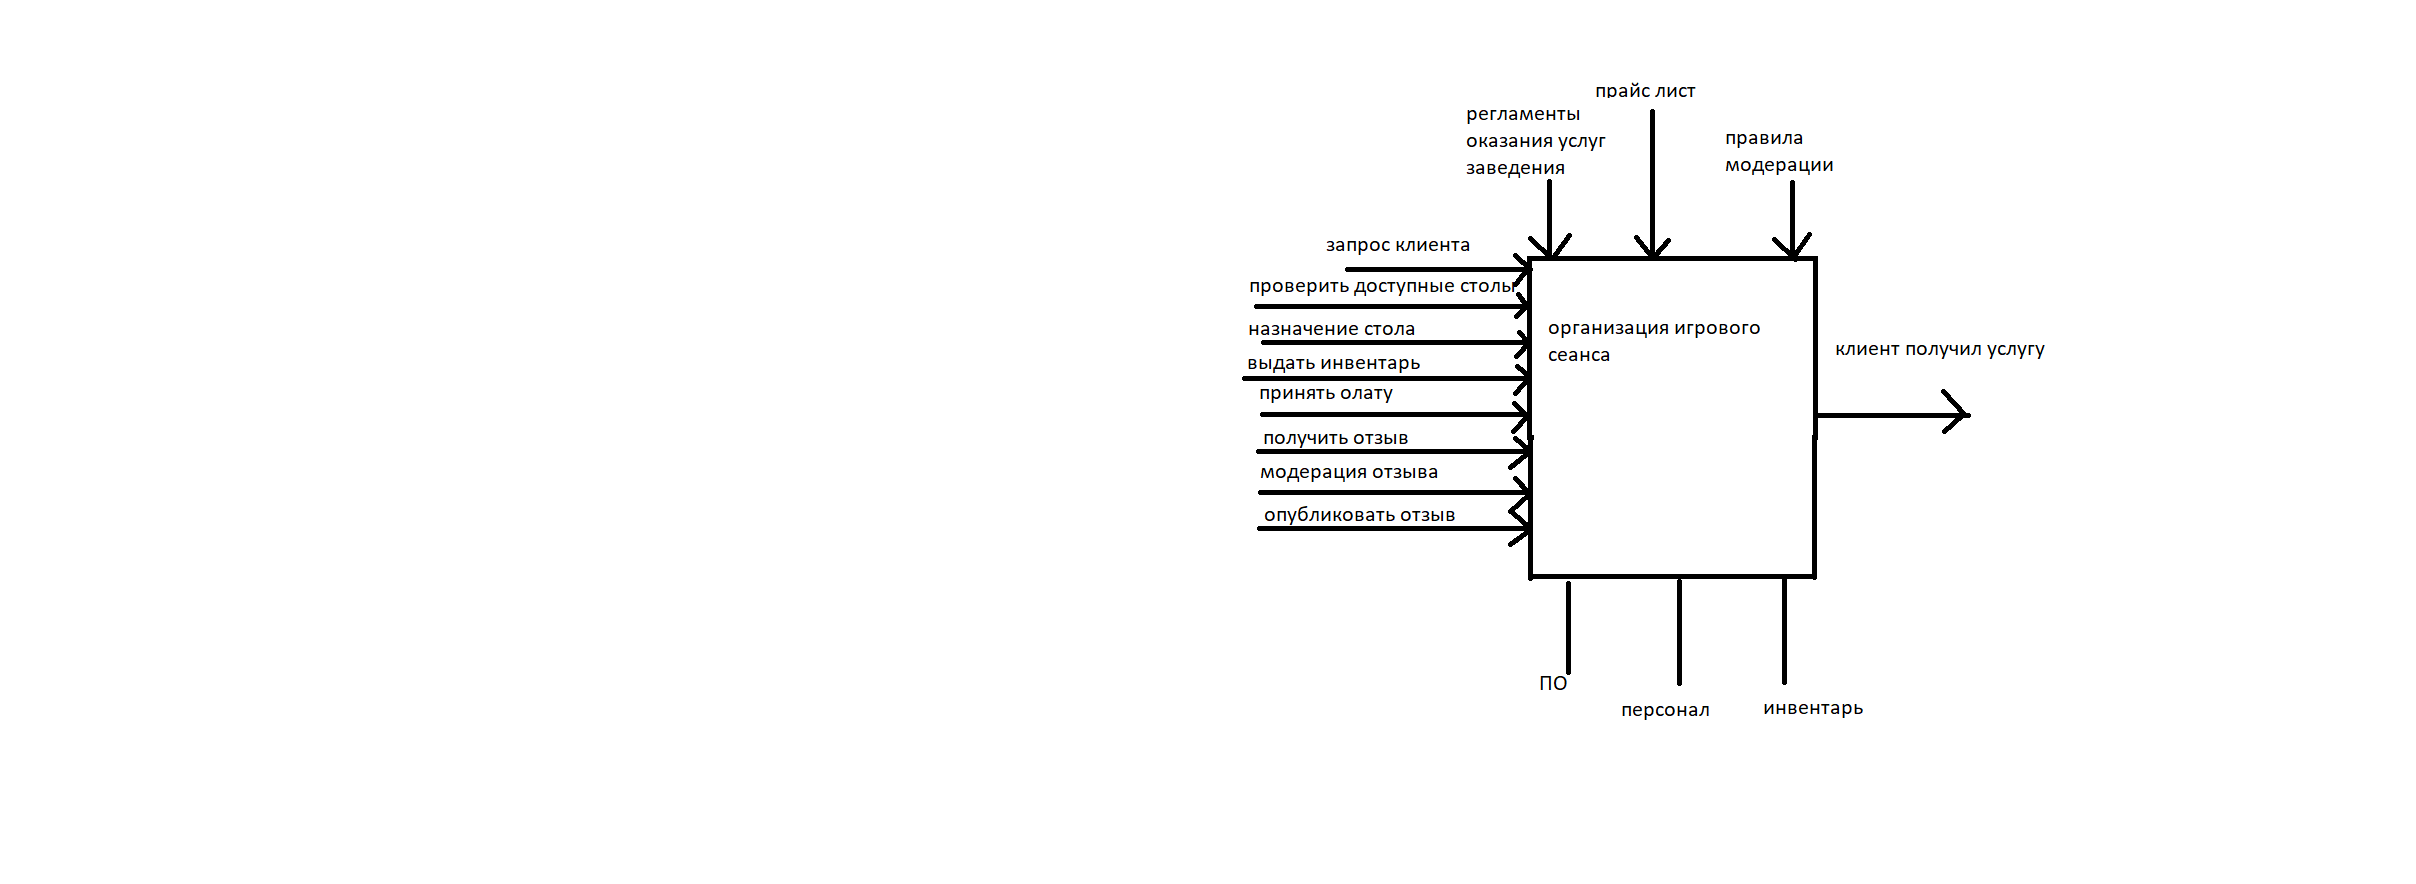 прайс лист
регламенты
оказания услуг
заведения
правила
модерации
запрос клиента
проверить доступные столы
назначение стола
выдать инвентарь
принять олату
получить отзыв
модерация отзыва
опубликовать отзыв
организация игрового
сеанса
клиент получил услугу
ПО
персонал
инвентарь